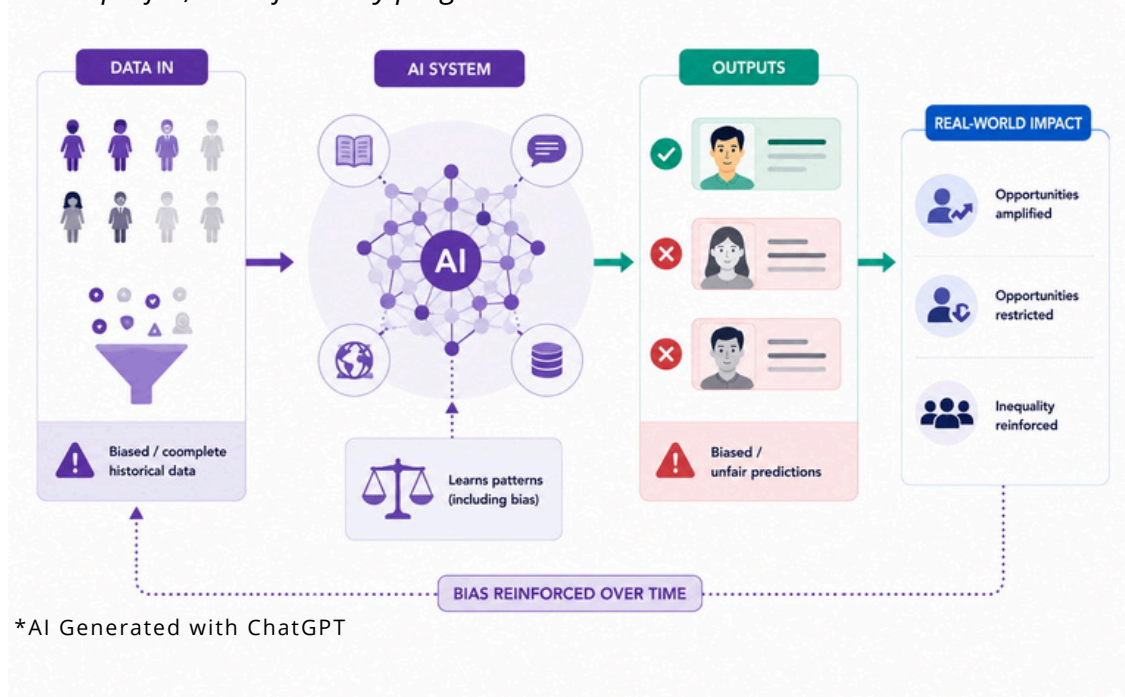 DATA IN
AI SYSTEM
OUTPUTS
REAL-WORLD IMPACT
AI
Opportunities
amplified
Opportunities
restricted
Inequality
reinforced
Biased / coomplete
historical data
Learns patterns
(including bias)
Biased /
unfair predictions
BIAS REINFORCED OVER TIME
*AI Generated with ChatGPT